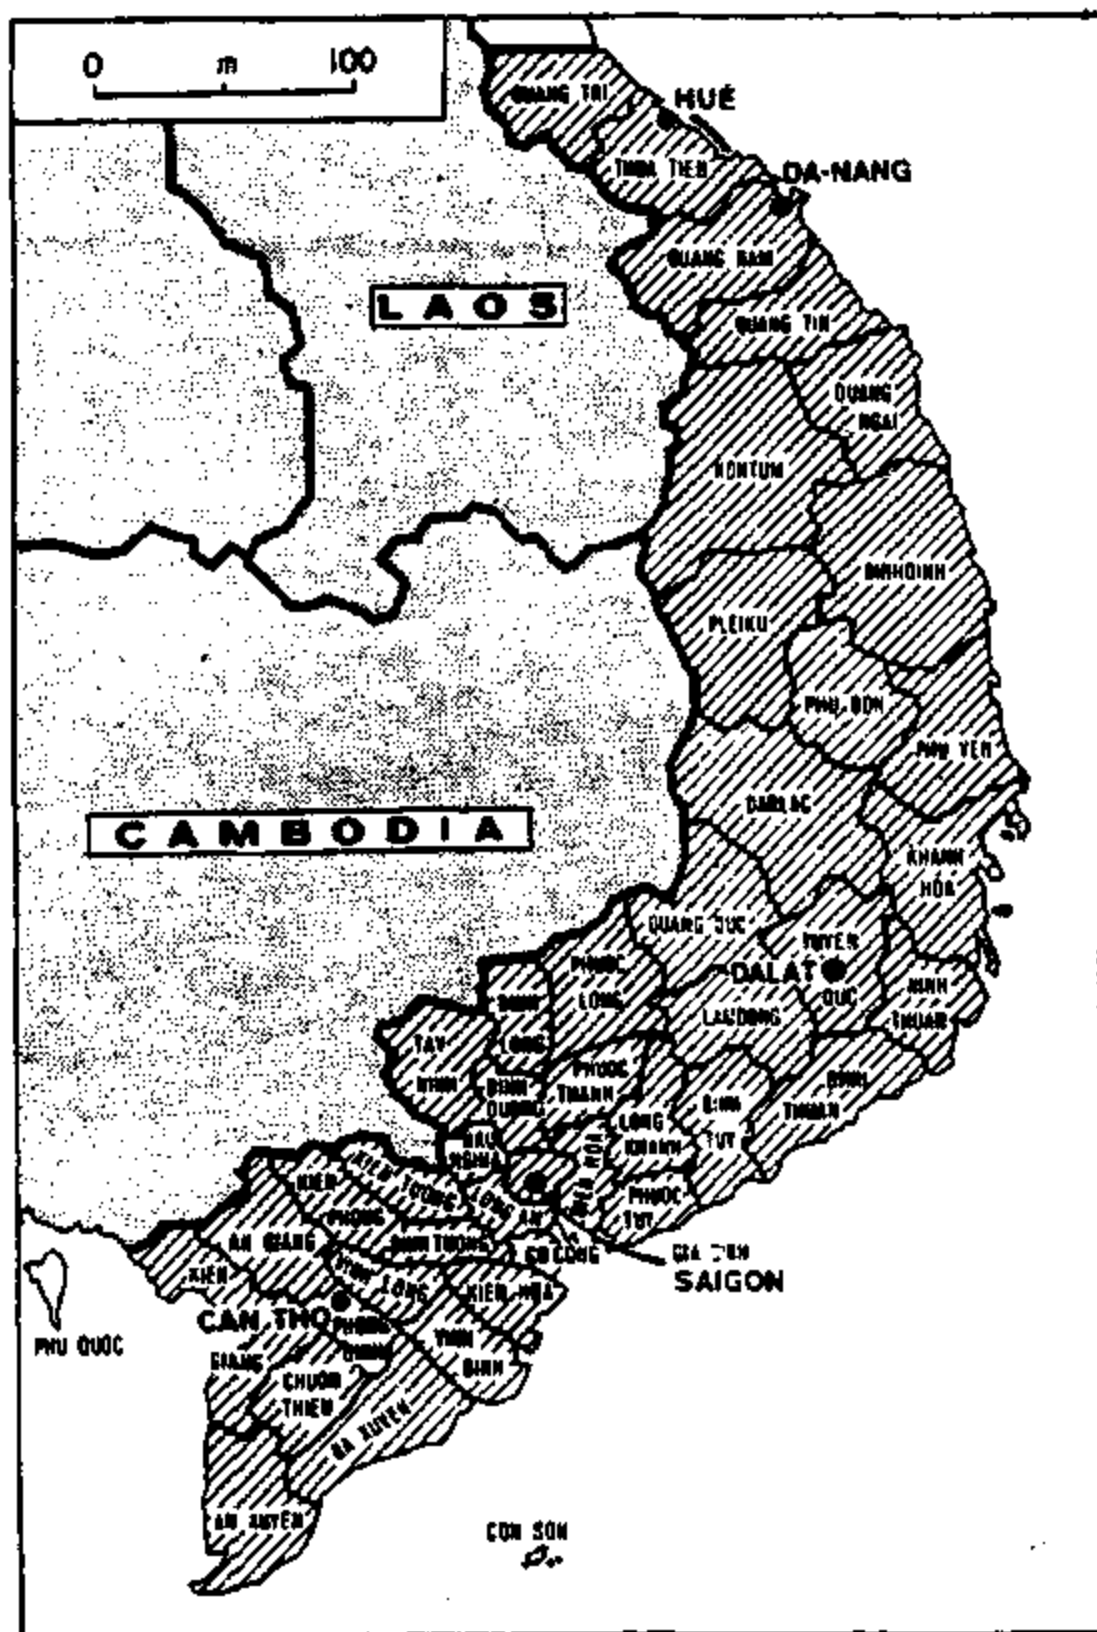 0 m 100
QUANG TRI
HUÉ
THUA TIEN
DA-NANG
QUANG NAM
LAOS
QUANG TIN
QUANG
NGAI
KONTUM
BINHDINH
PLEIKU
PHU BON
PHU YEN
DARLAC
CAMBODIA
KHANH
HOA
QUANG DUC
TUYEN
PHUOC
DALAT
DUC
LONG
NINH
THUAN
BINH
LONG
LAMDONG
TAY
NINH
PHUOC
THANH
BINH
DUONG
BINH
THUAN
LONG
KHANH
BINH
TUY
HAU
NGHIA
BIEN HOA
KIEN TUONG
KIEN
PHONG
LONG
AN
PHUOC
TUY
AN GIANG
DINH TUONG
GO CONG
GIA DINH
SAIGON
KIEN
VINH LONG
KIEN HOA
CAN THO
PHONG
DINH
VINH
BINH
PHU QUOC
GIANG
CHUON
THIEN
BA XUYEN
AN XUYEN
CON SON